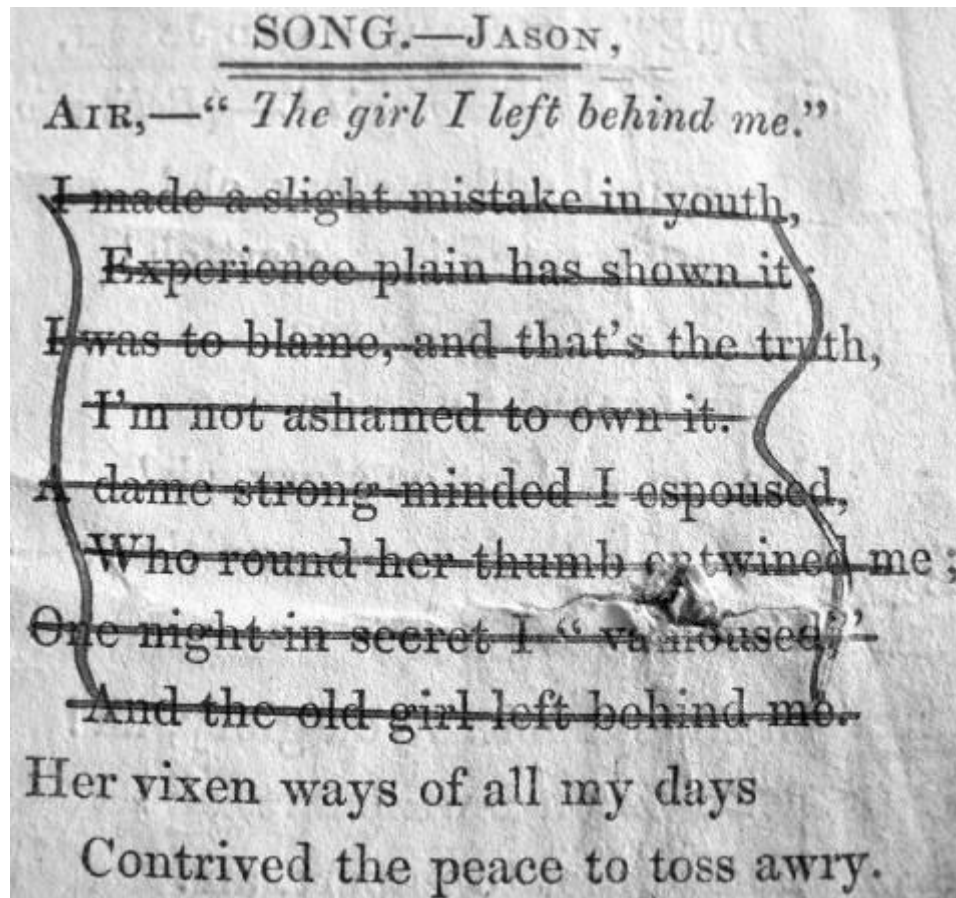 SONG.—JASON,
AIR,—“ The girl I left behind me.”
I made a slight mistake in youth,
Experience plain has shown it;
I was to blame, and that’s the truth,
I’m not ashamed to own it.
A dame strong-minded I espoused,
Who round her thumb entwined me;
One night in secret I “ vamoused,”
And the old girl left behind me.
Her vixen ways of all my days
Contrived the peace to toss awry.